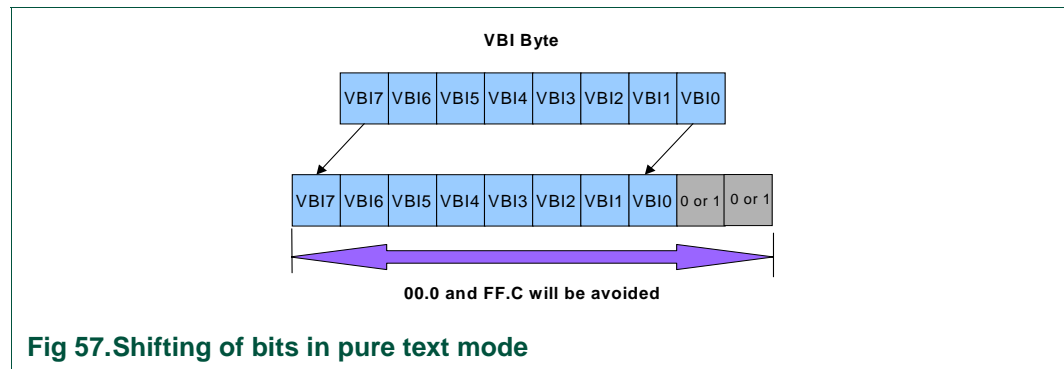 VBI Byte
VBI7 VBI6 VBI5 VBI4 VBI3 VBI2 VBI1 VBI0
VBI7 VBI6 VBI5 VBI4 VBI3 VBI2 VBI1 VBI0 0 or 1 0 or 1
00.0 and FF.C will be avoided
Fig 57.Shifting of bits in pure text mode